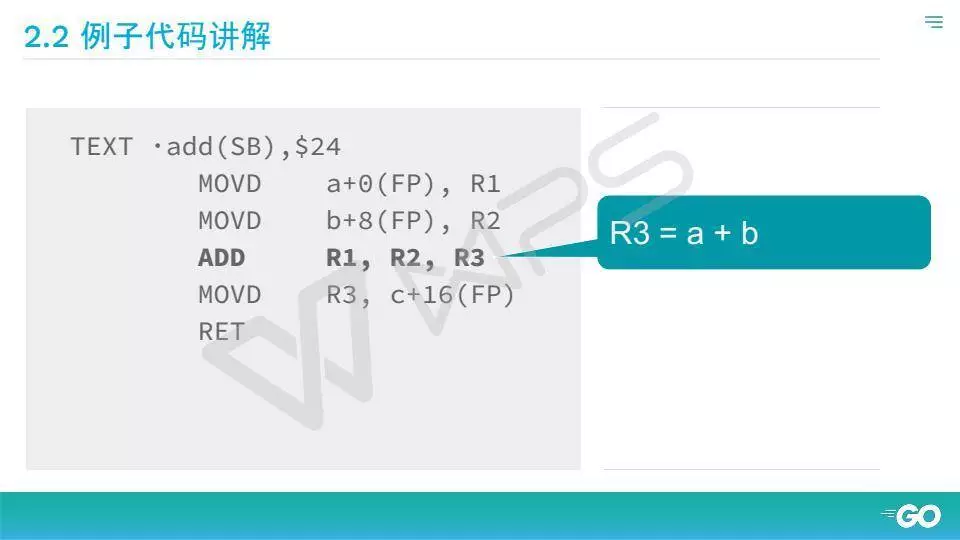 2.2 例子代码讲解
TEXT ·add(SB),$24
MOVD a+0(FP), R1
MOVD b+8(FP), R2
ADD R1, R2, R3
MOVD R3, c+16(FP)
RET
R3 = a + b
WPS
GO